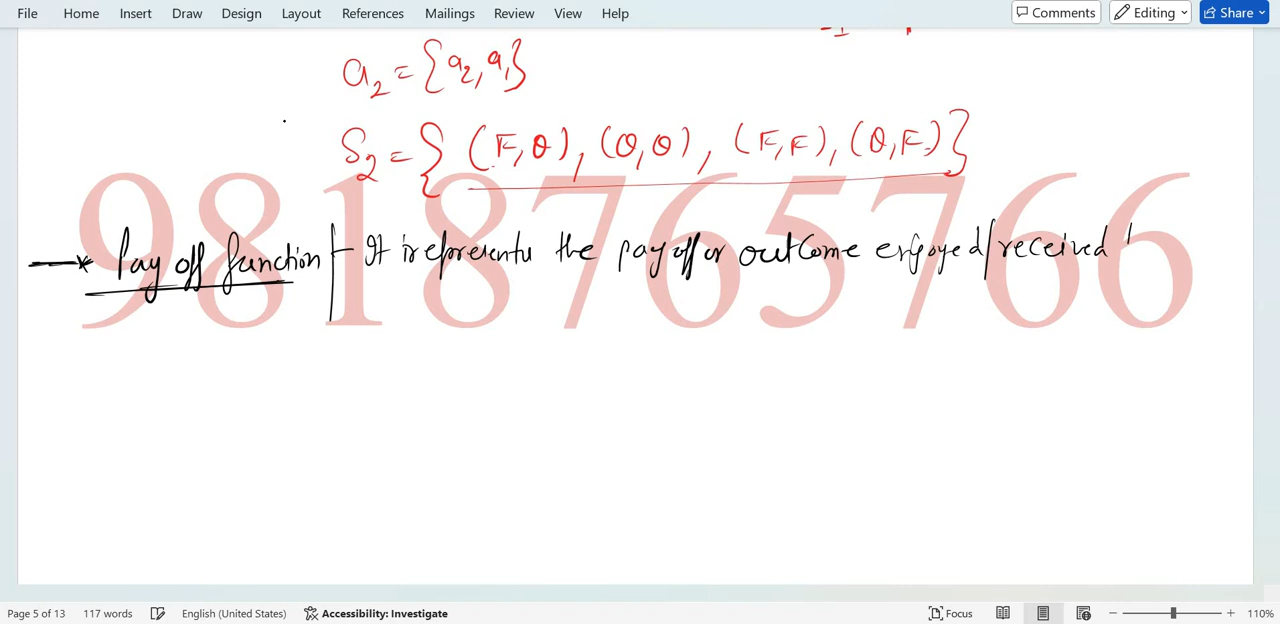 File Home Insert Draw Design Layout References Mailings Review View Help Comments Editing Share
a2 = {a2, a1}
S2 = { (F, O), (O, O), (F, F), (O, F) }
9818765766
Pay off function It is represents the pay off or outcome enjoyed/received
Page 5 of 13 117 words English (United States) Accessibility: Investigate Focus 110%